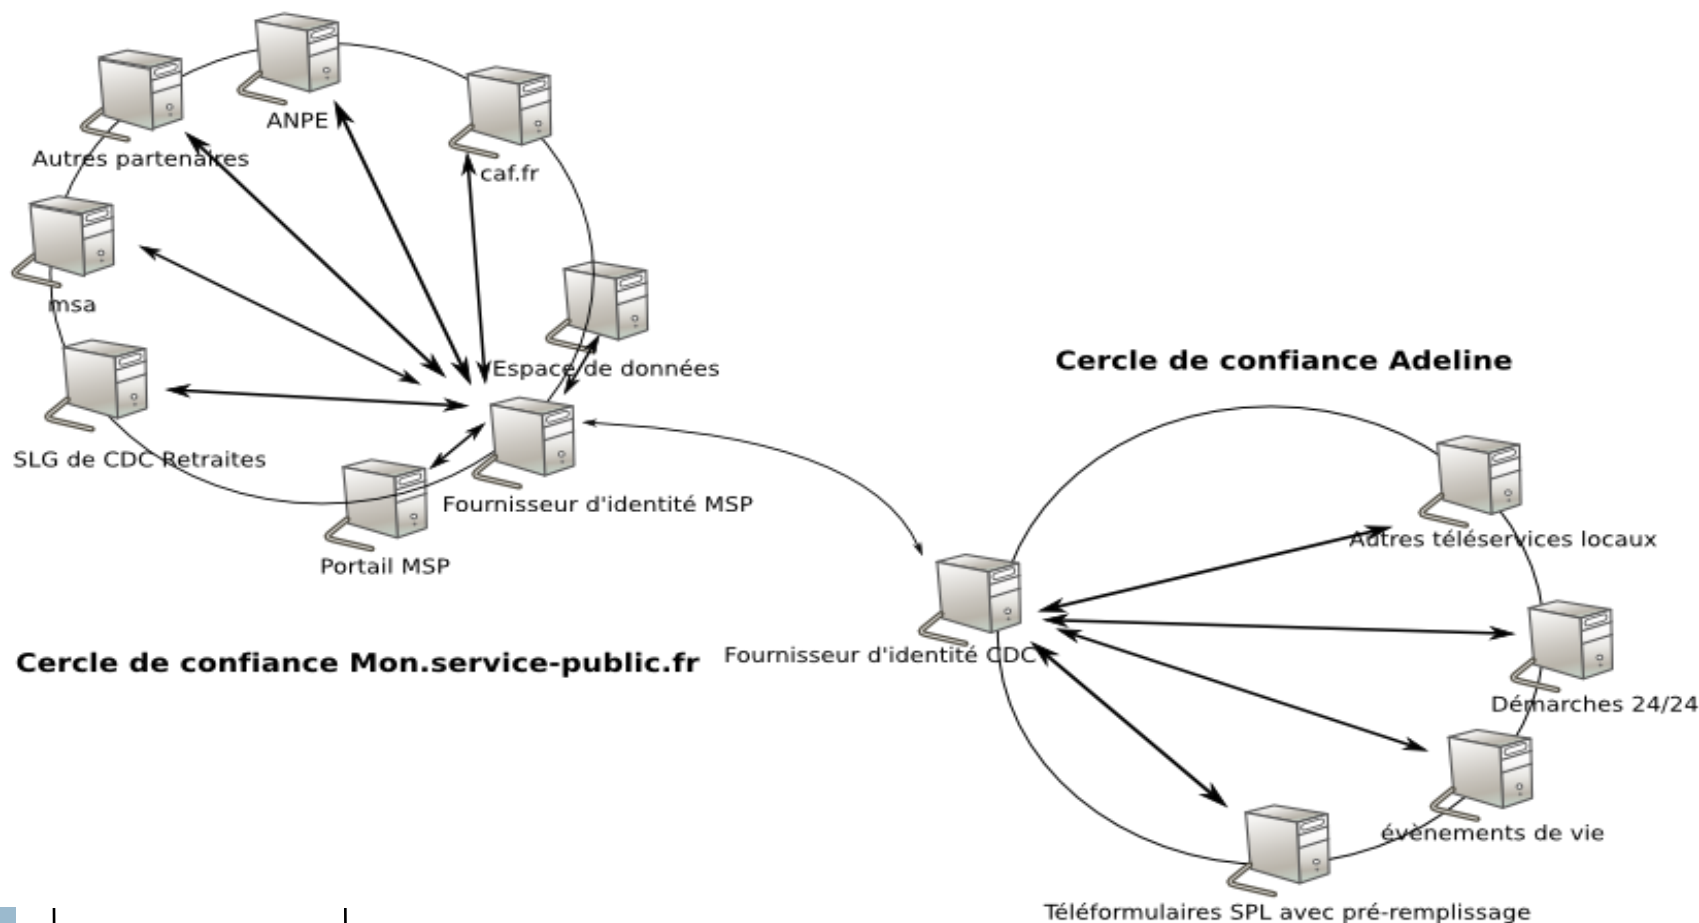 ANPE
Autres partenaires
caf.fr
msa
Espace de données
Cercle de confiance Adeline
SLG de CDC Retraites
Fournisseur d'identité MSP
Portail MSP
Autres téléservices locaux
Cercle de confiance Mon.service-public.fr
Fournisseur d'identité CDC
Démarches 24/24
évènements de vie
Téléformulaires SPL avec pré-remplissage